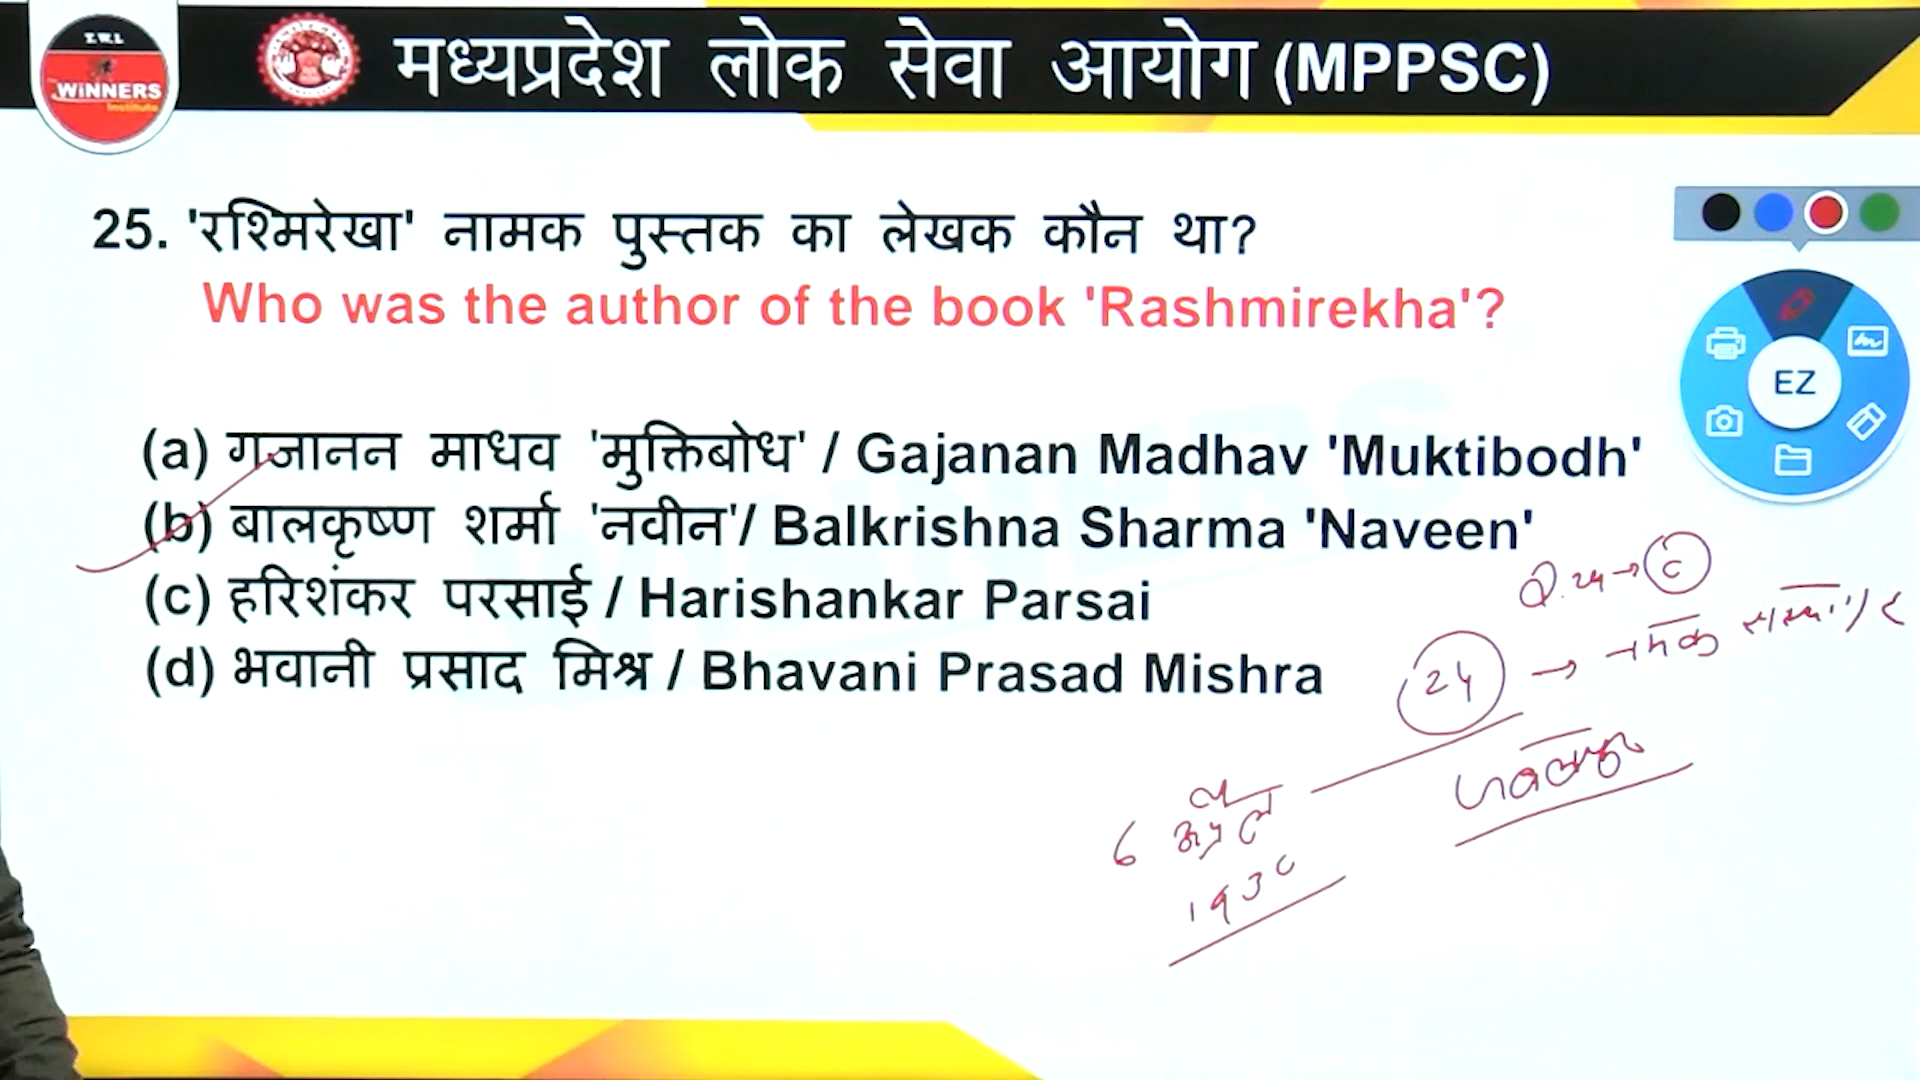 T.W.I.
WiNNERS
Institute
मध्यप्रदेश लोक सेवा आयोग (MPPSC)
25. 'रश्मिरेखा' नामक पुस्तक का लेखक कौन था?
Who was the author of the book 'Rashmirekha'?
(a) गजानन माधव 'मुक्तिबोध' / Gajanan Madhav 'Muktibodh'
(b) बालकृष्ण शर्मा 'नवीन'/ Balkrishna Sharma 'Naveen'
(c) हरिशंकर परसाई / Harishankar Parsai
(d) भवानी प्रसाद मिश्र / Bhavani Prasad Mishra
EZ
Q.24→ c
24 →
6 अप्रैल
1930